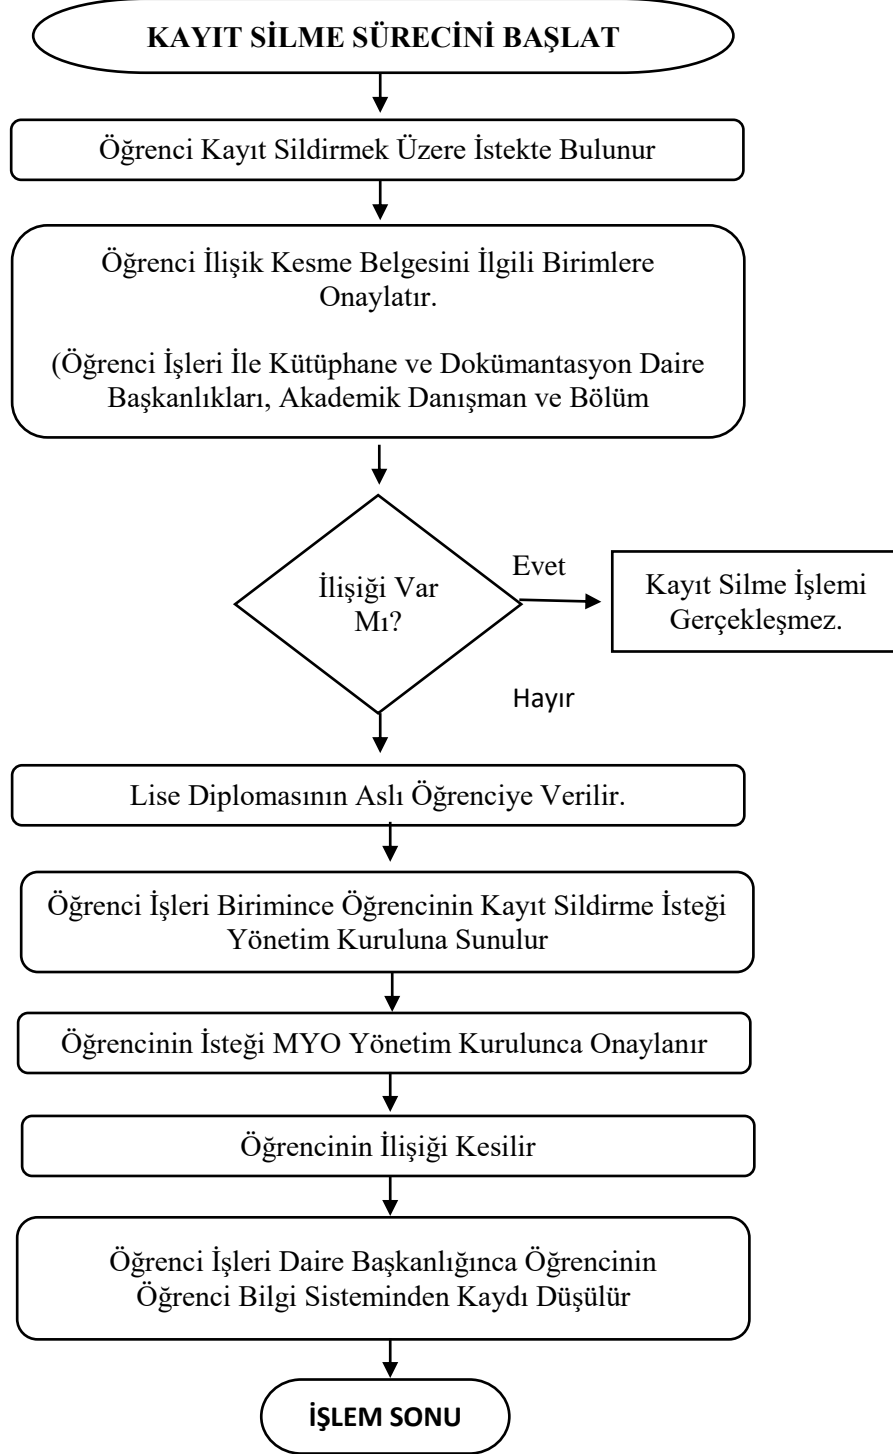 KAYIT SİLME SÜRECİNİ BAŞLAT
Öğrenci Kayıt Sildirmek Üzere İstekte Bulunur
Öğrenci İlişik Kesme Belgesini İlgili Birimlere
Onaylatır.
(Öğrenci İşleri İle Kütüphane ve Dokümantasyon Daire
Başkanlıkları, Akademik Danışman ve Bölüm
İlişiği Var
Mı?
Evet
Kayıt Silme İşlemi
Gerçekleşmez.
Hayır
Lise Diplomasının Aslı Öğrenciye Verilir.
Öğrenci İşleri Birimince Öğrencinin Kayıt Sildirme İsteği
Yönetim Kuruluna Sunulur
Öğrencinin İsteği MYO Yönetim Kurulunca Onaylanır
Öğrencinin İlişiği Kesilir
Öğrenci İşleri Daire Başkanlığınca Öğrencinin
Öğrenci Bilgi Sisteminden Kaydı Düşülür
İŞLEM SONU